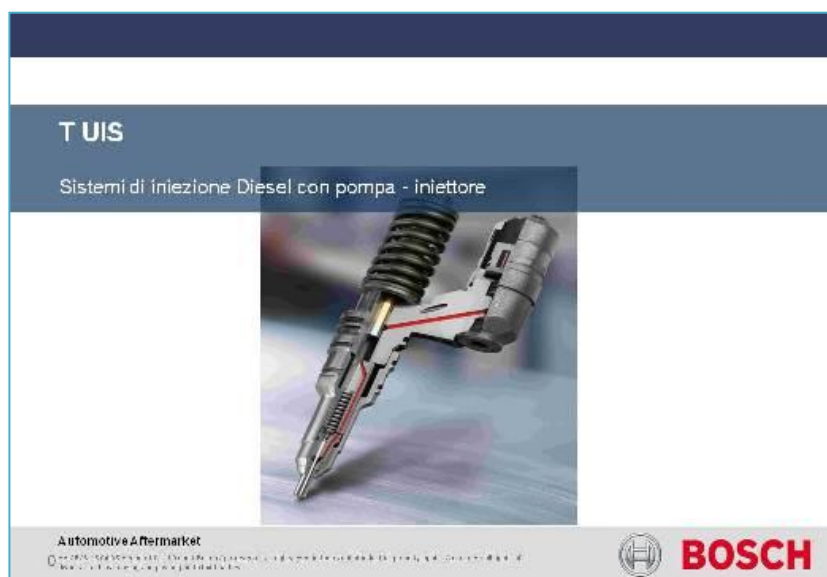 T UIS
Sistemi di iniezione Diesel con pompa - iniettore
Automotive Aftermarket
BOSCH